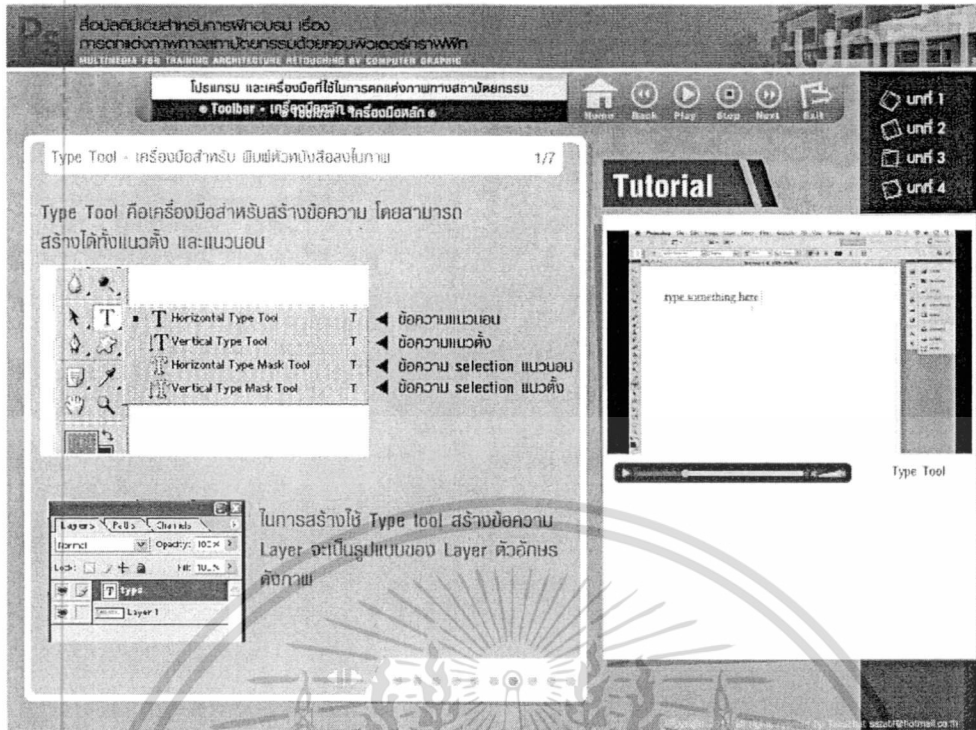 สื่อมัลติมีเดียสำหรับการฝึกอบรม เรื่อง
การตกแต่งภาพทางสถาปัตยกรรมด้วยคอมพิวเตอร์กราฟฟิก
MULTIMEDIA FOR TRAINING ARCHITECTURE RETOUCHING BY COMPUTER GRAPHIC
โปรแกรม และเครื่องมือที่ใช้ในการตกแต่งภาพทางสถาปัตยกรรม
Toolbar - เครื่องมือหลัก
Home Back Play Stop Next Exit
บทที่ 1
บทที่ 2
บทที่ 3
บทที่ 4
Type Tool - เครื่องมือสำหรับ พิมพ์ตัวหนังสือลงในภาพ 1/7
Type Tool คือเครื่องมือสำหรับสร้างข้อความ โดยสามารถ
สร้างได้ทั้งแนวตั้ง และแนวนอน
Horizontal Type Tool T ข้อความแนวนอน
Vertical Type Tool T ข้อความแนวตั้ง
Horizontal Type Mask Tool T ข้อความ selection แนวนอน
Vertical Type Mask Tool T ข้อความ selection แนวตั้ง
Layers Paths Channels
Normal Opacity: 100%
Lock: Fill: 100%
T type
Layer 1
ในการสร้างใช้ Type tool สร้างข้อความ
Layer จะเป็นรูปแบบของ Layer ตัวอักษร
ดังภาพ
Tutorial
type something here
Type Tool